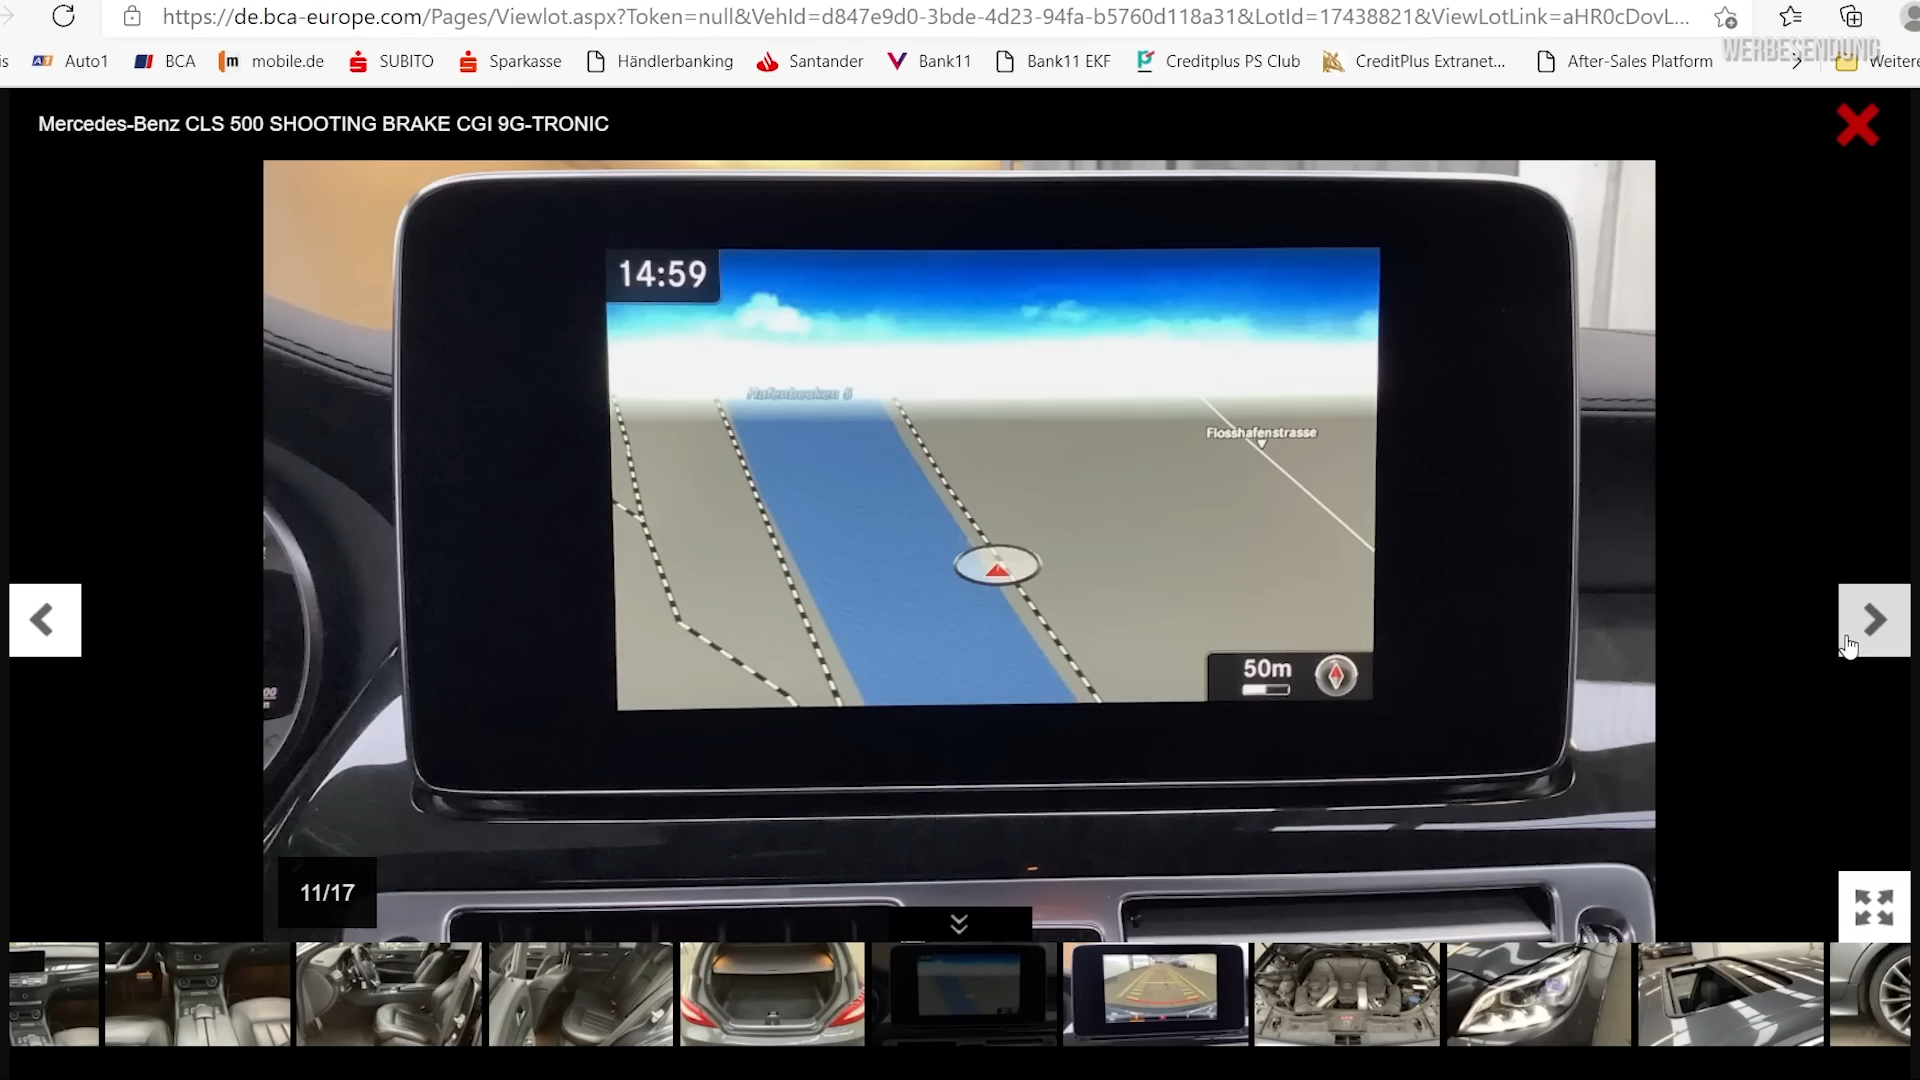 https://de.bca-europe.com/Pages/Viewlot.aspx?Token=null&VehId=d847e9d0-3bde-4d23-94fa-b5760d118a31&LotId=17438821&ViewLotLink=aHR0cDovL...
Auto1 BCA mobile.de SUBITO Sparkasse Händlerbanking Santander Bank11 Bank11 EKF Creditplus PS Club CreditPlus Extranet... After-Sales Platform Weitere
WERBESENDUNG
Mercedes-Benz CLS 500 SHOOTING BRAKE CGI 9G-TRONIC
14:59
Hafenbecken 5
Flosshafenstrasse
50m
11/17